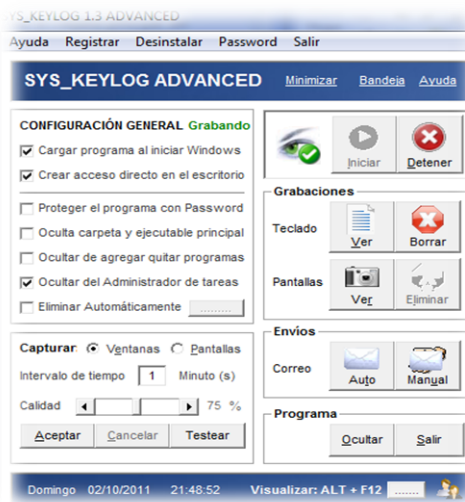 SYS_KEYLOG 1.3 ADVANCED
Ayuda Registrar Desinstalar Password Salir
SYS_KEYLOG ADVANCED Minimizar Bandeja Ayuda
CONFIGURACIÓN GENERAL Grabando
Cargar programa al iniciar Windows
Crear acceso directo en el escritorio
Proteger el programa con Password
Oculta carpeta y ejecutable principal
Ocultar de agregar quitar programas
Ocultar del Administrador de tareas
Eliminar Automáticamente .........
Capturar: Ventanas Pantallas
Intervalo de tiempo 1 Minuto (s)
Calidad 75 %
Aceptar Cancelar Testear
Iniciar Detener
Grabaciones
Teclado Ver Borrar
Pantallas Ver Eliminar
Envíos
Correo Auto Manual
Programa
Ocultar Salir
Domingo 02/10/2011 21:48:52 Visualizar: ALT + F12 .......